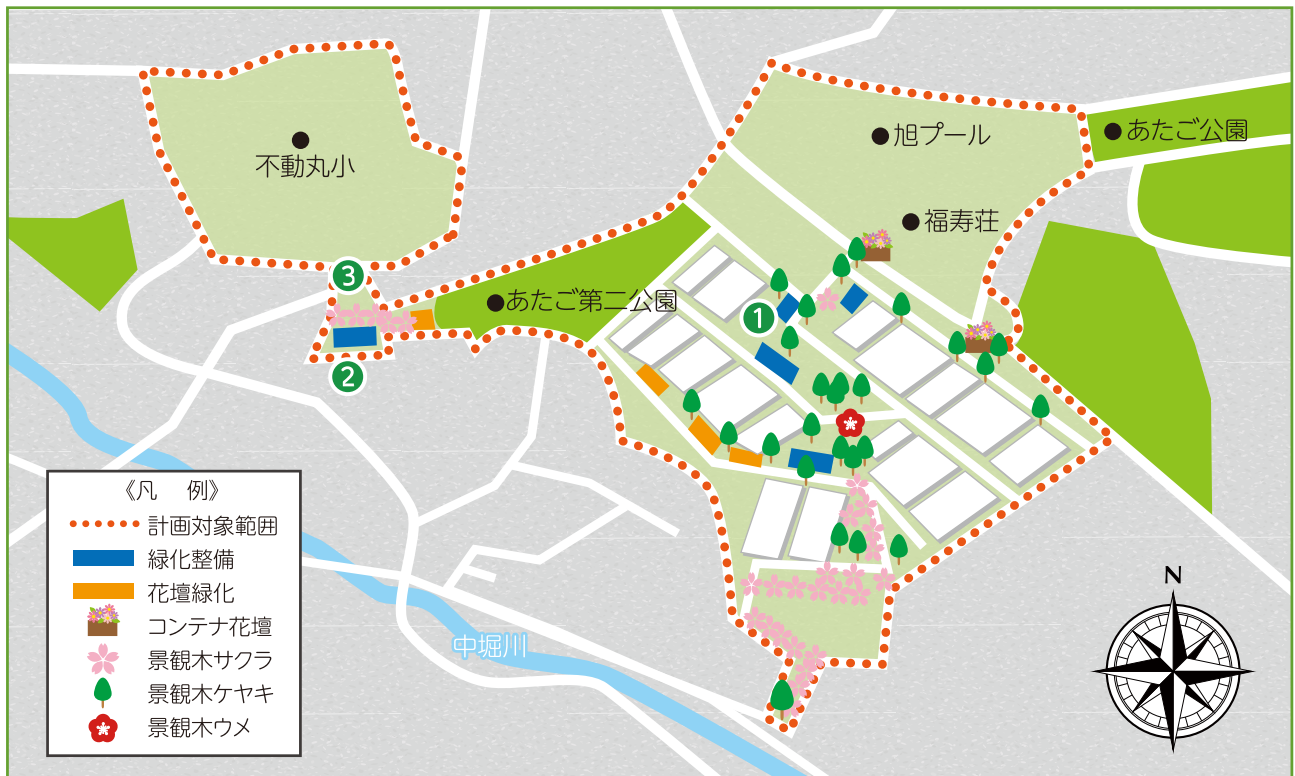 不動丸小
旭プール
あたご公園
福寿荘
あたご第二公園
3
1
2
中堀川
《凡 例》
計画対象範囲
緑化整備
花壇緑化
コンテナ花壇
景観木サクラ
景観木ケヤキ
景観木ウメ
N